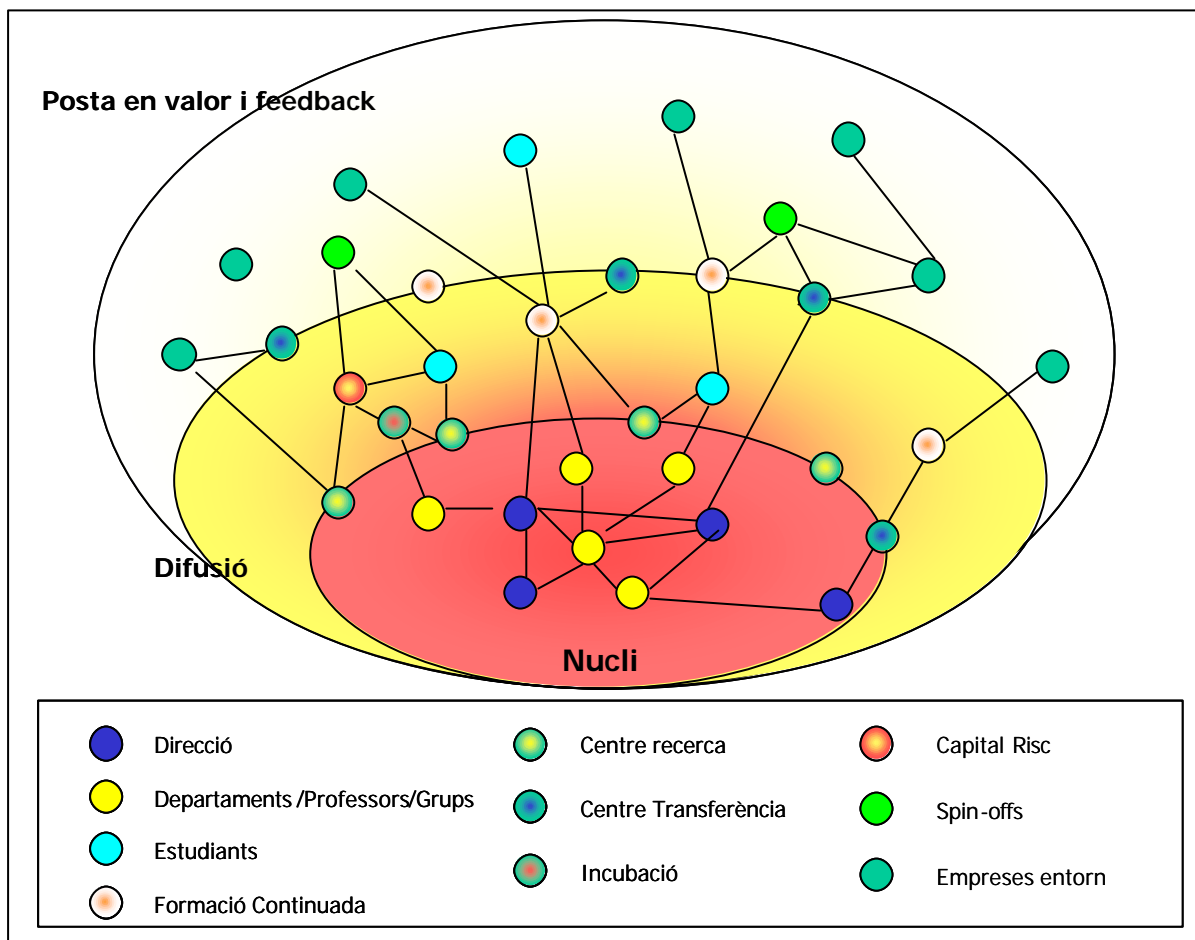 Posta en valor i feedback
Difusió
Nucli
Direcció
Departaments/Professors/Grups
Estudiants
Formació Continuada
Centre recerca
Centre Transferència
Incubació
Capital Risc
Spin-offs
Empreses entorn